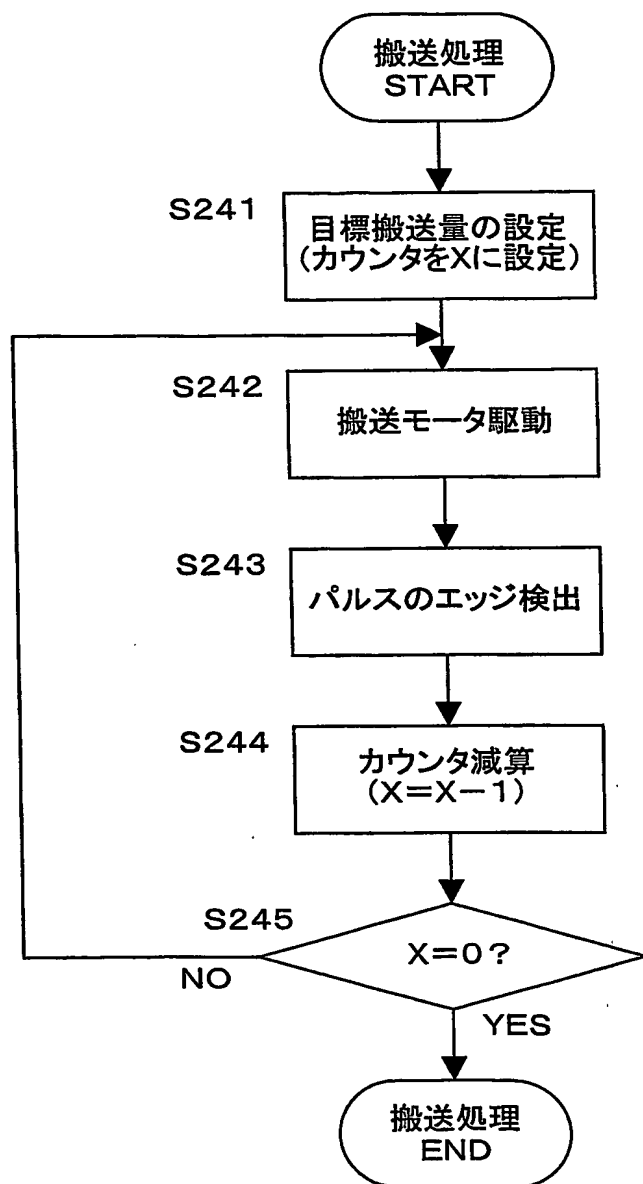 搬送処理
START
S241
目標搬送量の設定
(カウンタをXに設定)
S242
搬送モータ駆動
S243
パルスのエッジ検出
S244
カウンタ減算
(X=X−1)
S245
X=0?
NO
YES
搬送処理
END